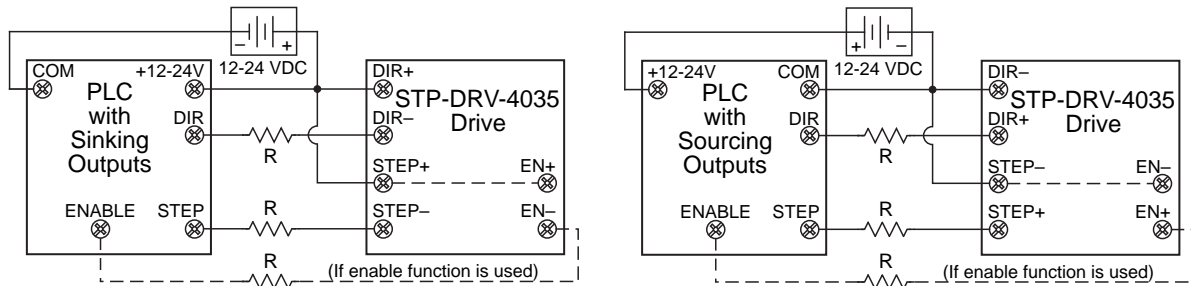 – +
12-24 VDC
COM
+12-24V
DIR+
PLC
with
Sinking
Outputs
STP-DRV-4035
Drive
DIR
DIR–
R
STEP+
EN+
ENABLE
STEP
R
STEP–
EN–
R
(If enable function is used)
+ –
12-24 VDC
+12-24V
COM
DIR–
PLC
with
Sourcing
Outputs
STP-DRV-4035
Drive
DIR
DIR+
R
STEP–
EN–
ENABLE
STEP
R
STEP+
EN+
R
(If enable function is used)